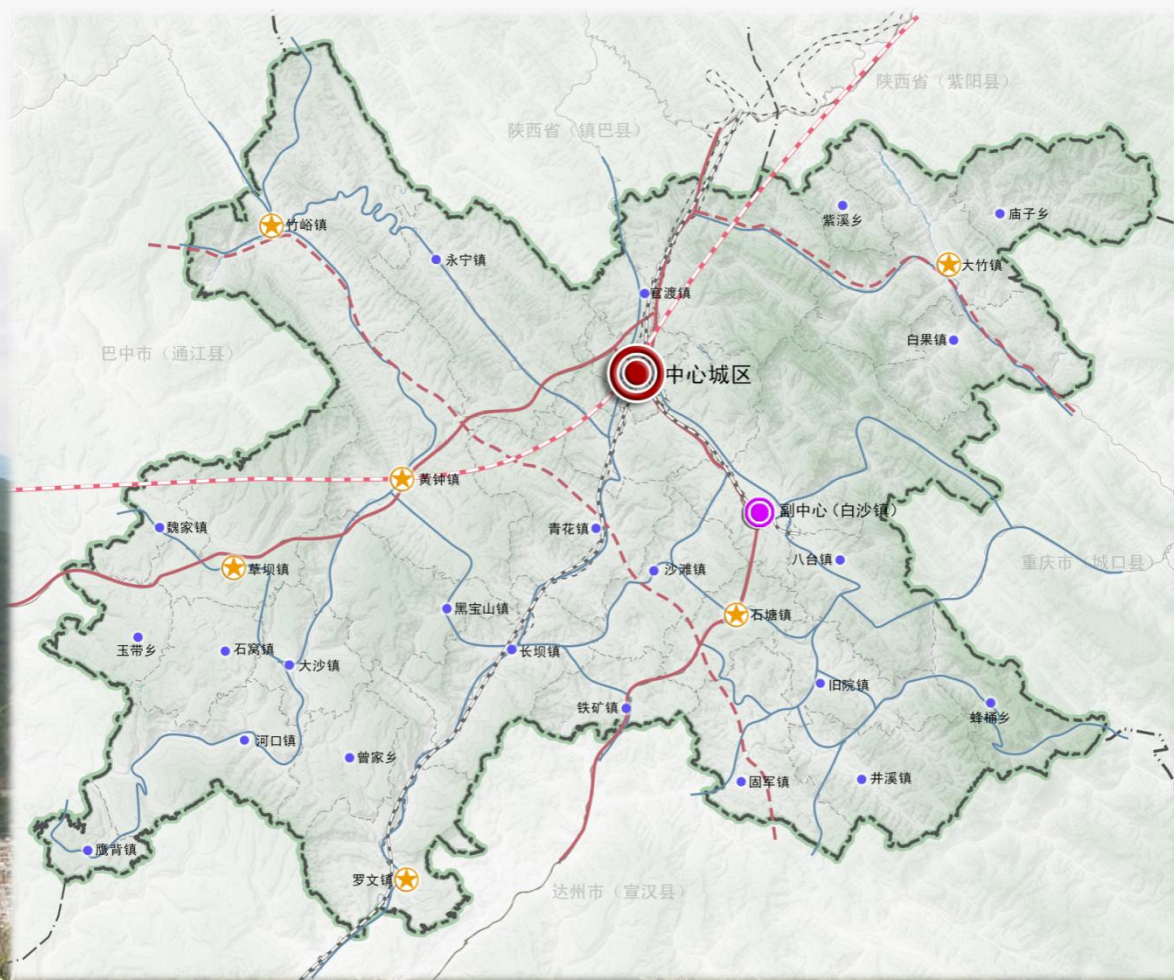 陕西省（紫阳县）
陕西省（镇巴县）
紫溪乡
庙子乡
竹峪镇
永宁镇
大竹镇
官渡镇
白果镇
巴中市（通江县）
中心城区
黄钟镇
副中心（白沙镇）
魏家镇
青花镇
八台镇
重庆市（城口县）
草坝镇
沙滩镇
黑宝山镇
石塘镇
玉带乡
石窝镇
大沙镇
长坝镇
旧院镇
铁矿镇
蜂桶乡
河口镇
曾家乡
固军镇
井溪镇
鹰背镇
罗文镇
达州市（宣汉县）